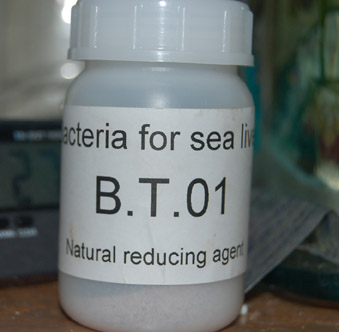 acteria for sea liv
B.T.01
Natural reducing agent